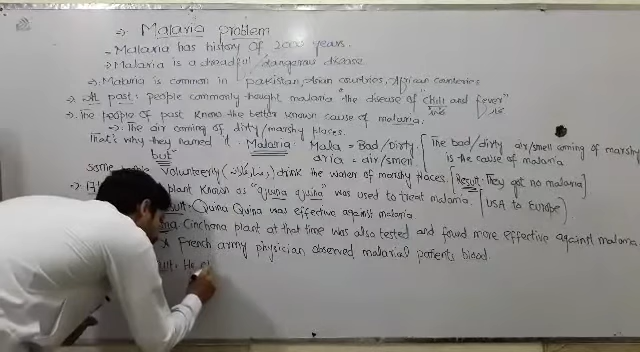 → Malaria problem
→ Malaria has history Of 2000 years.
→ Malaria is a dreadful / dangerous disease
→ Malaria is common in pakistan, Asian countries, African counteries
→ At past: people commonly thought malaria "the disease of "chill and fever"
→ The people Of past Know the better known cause of malaria.
→ : The air coming of dirty/marshy places.
That's why they named it: Malaria: Mala = Bad/Dirty. [ The bad/dirty air/smell coming of marshy
but aria = air/smell. is the cause of malaria
some Volunteerly drink the water of marshy places. [Result: They got no malaria]
→ 17 plant Known as "Quina quina" was used to treat malaria. [USA to Europe]
Result: Quina Quina was effective against malaria
Cinchona plant at that time was also tested and found more effective against malaria
French army physician observed malarial patients blood.
He